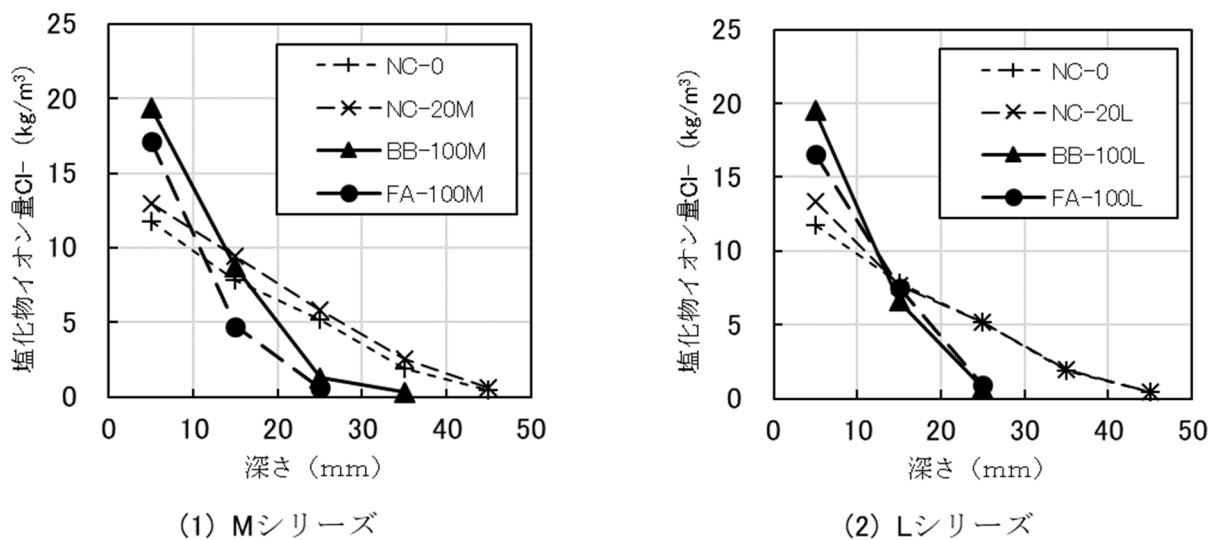 25
20
15
10
5
0
塩化物イオン量Cl-(kg/m³)
NC-0
NC-20M
BB-100M
FA-100M
0 10 20 30 40 50
深さ(mm)
(1) Mシリーズ
25
20
15
10
5
0
塩化物イオン量Cl-(kg/m³)
NC-0
NC-20L
BB-100L
FA-100L
0 10 20 30 40 50
深さ(mm)
(2) Lシリーズ